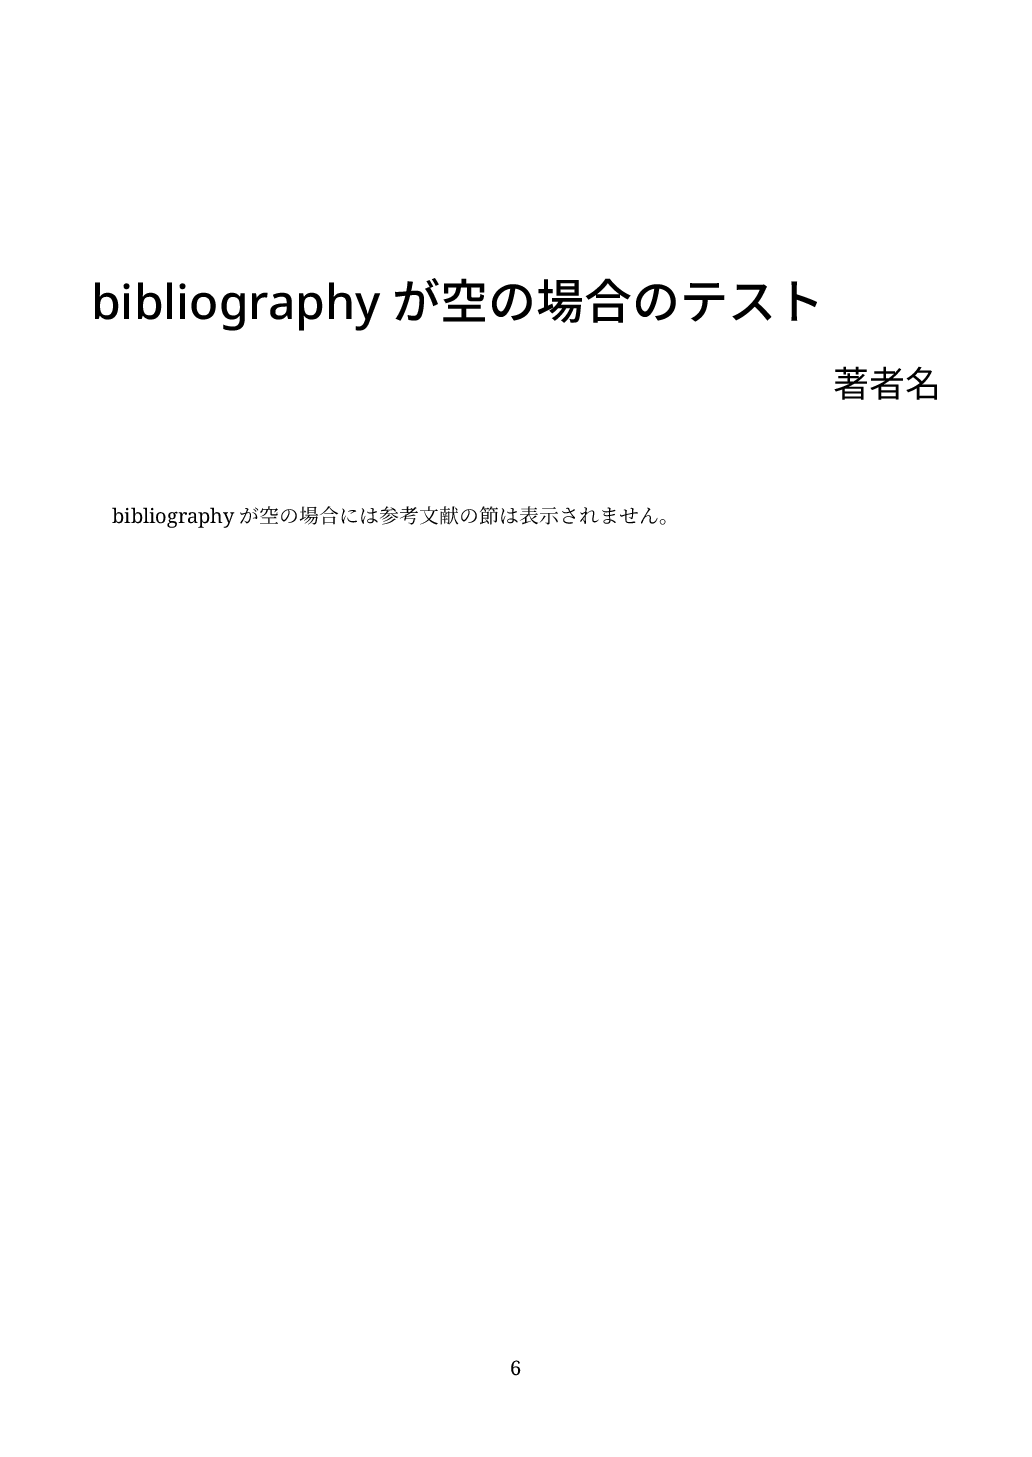 bibliography が空の場合のテスト
著者名
bibliography が空の場合には参考文献の節は表示されません。
6